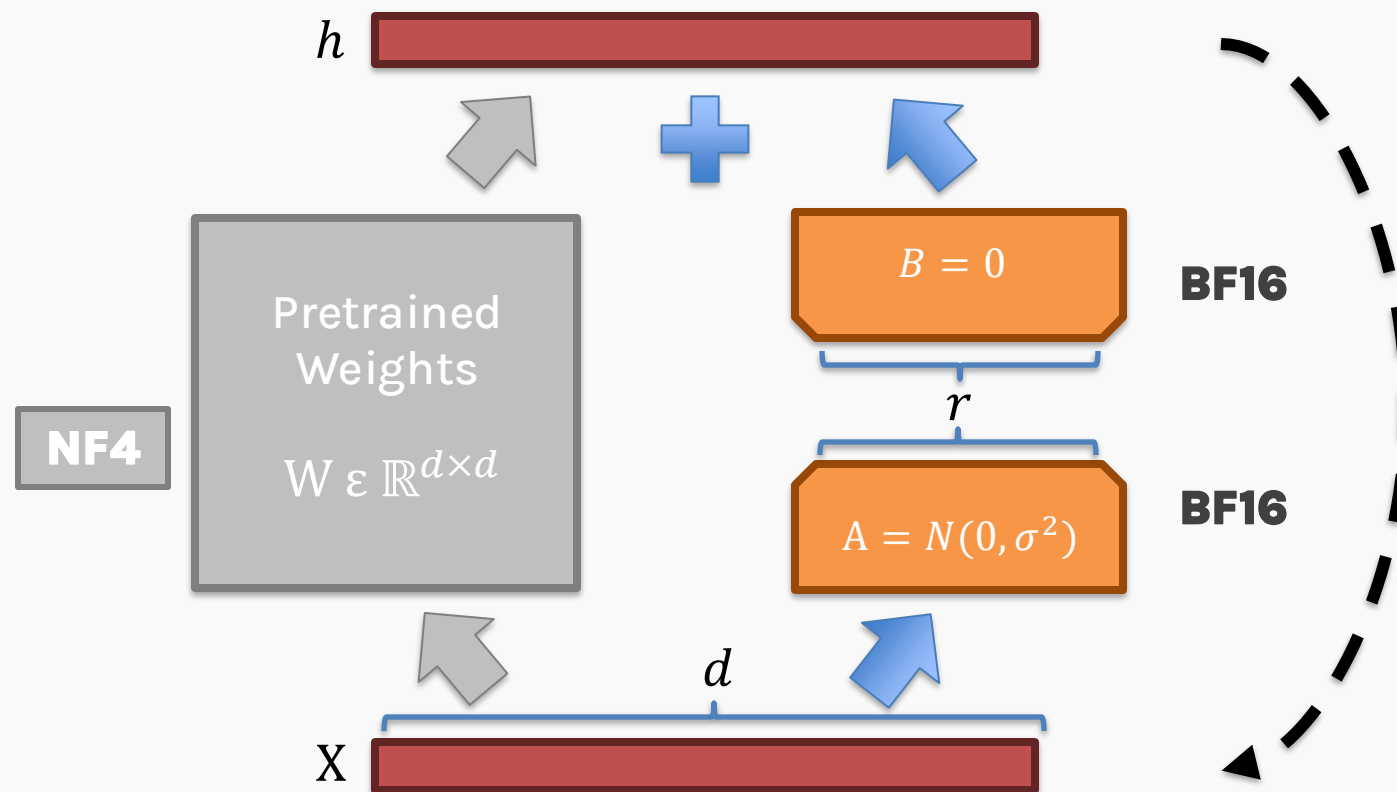 h
Pretrained
Weights
W ε ℝ^{d×d}
NF4
B = 0
BF16
r
A = N(0, σ²)
BF16
d
X